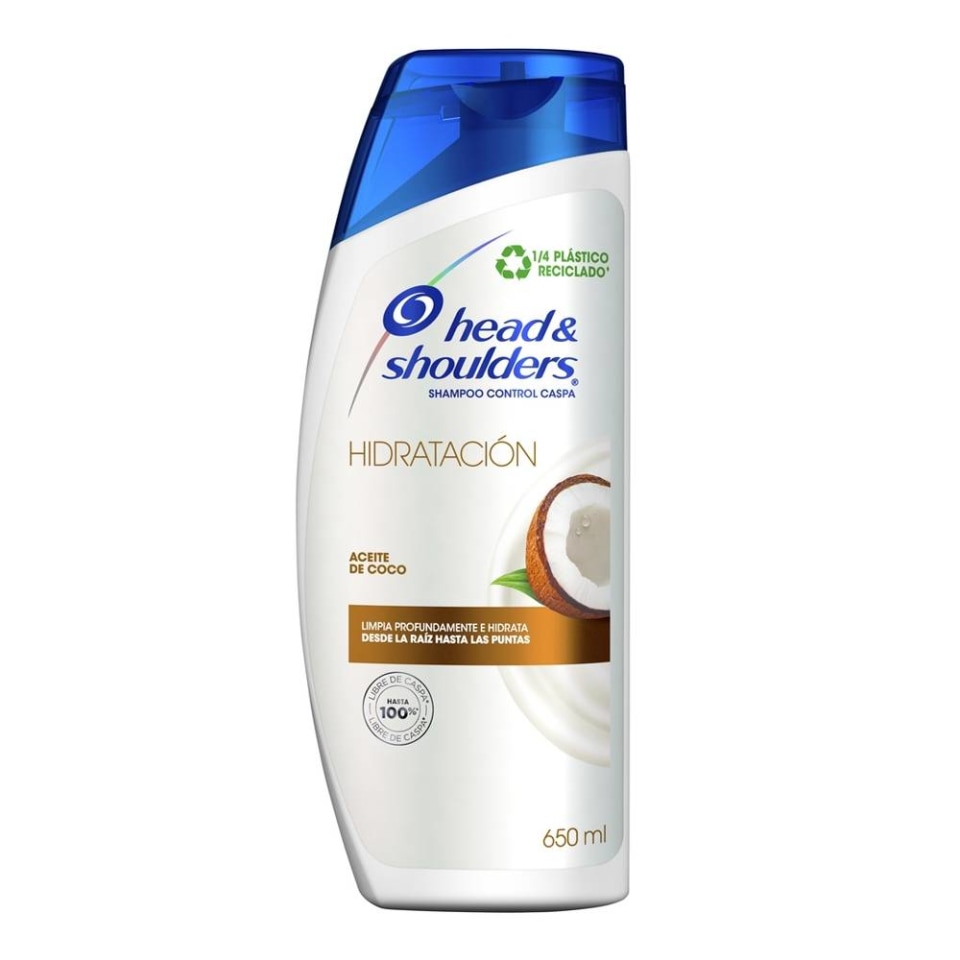 1/4 PLÁSTICO
RECICLADO*
head&
shoulders®
SHAMPOO CONTROL CASPA
HIDRATACIÓN
ACEITE
DE COCO
LIMPIA PROFUNDAMENTE E HIDRATA
DESDE LA RAÍZ HASTA LAS PUNTAS
LIBRE DE CASPA*
HASTA
100%*
LIBRE DE CASPA*
650 ml